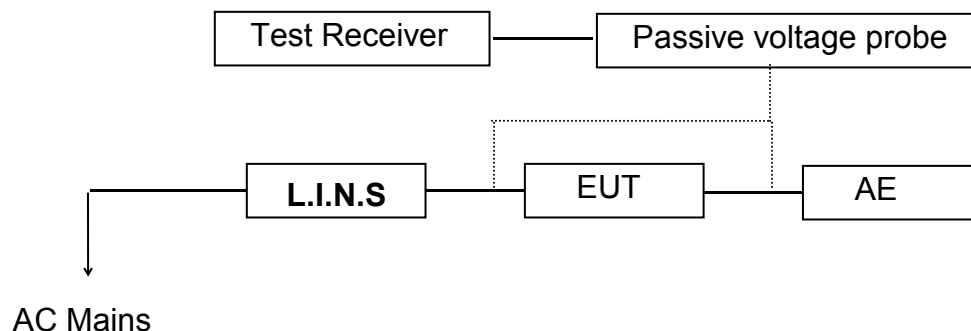 Test Receiver
Passive voltage probe
L.I.N.S
EUT
AE
AC Mains